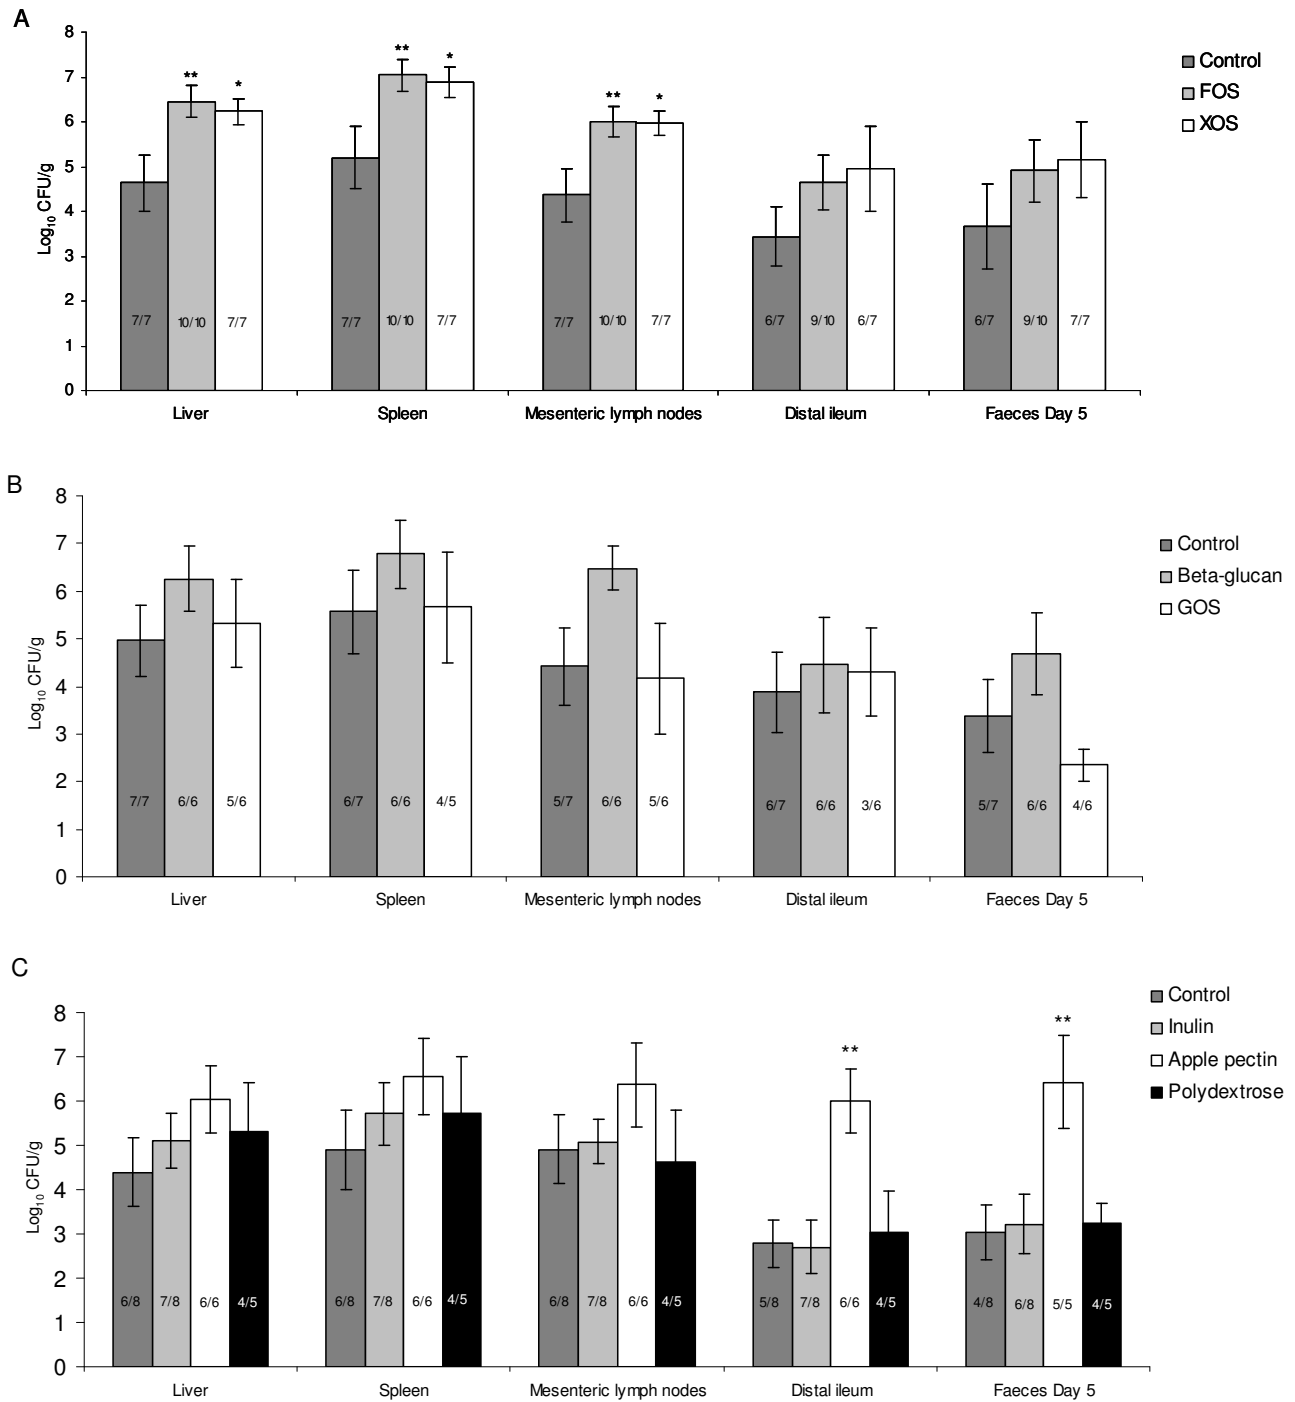 A
8
7
6
5
4
3
2
1
0
Log10 CFU/g
** * ** * ** *
7/7 10/10 7/7 7/7 10/10 7/7 7/7 10/10 7/7 6/7 9/10 6/7 6/7 9/10 7/7
Liver Spleen Mesenteric lymph nodes Distal ileum Faeces Day 5
Control
FOS
XOS
B
8
7
6
5
4
3
2
1
0
Log10 CFU/g
7/7 6/6 5/6 6/7 6/6 4/5 5/7 6/6 5/6 6/7 6/6 3/6 5/7 6/6 4/6
Liver Spleen Mesenteric lymph nodes Distal ileum Faeces Day 5
Control
Beta-glucan
GOS
C
8
7
6
5
4
3
2
1
0
Log10 CFU/g
** **
6/8 7/8 6/6 4/5 6/8 7/8 6/6 4/5 6/8 7/8 6/6 4/5 5/8 7/8 6/6 4/5 4/8 6/8 5/5 4/5
Liver Spleen Mesenteric lymph nodes Distal ileum Faeces Day 5
Control
Inulin
Apple pectin
Polydextrose